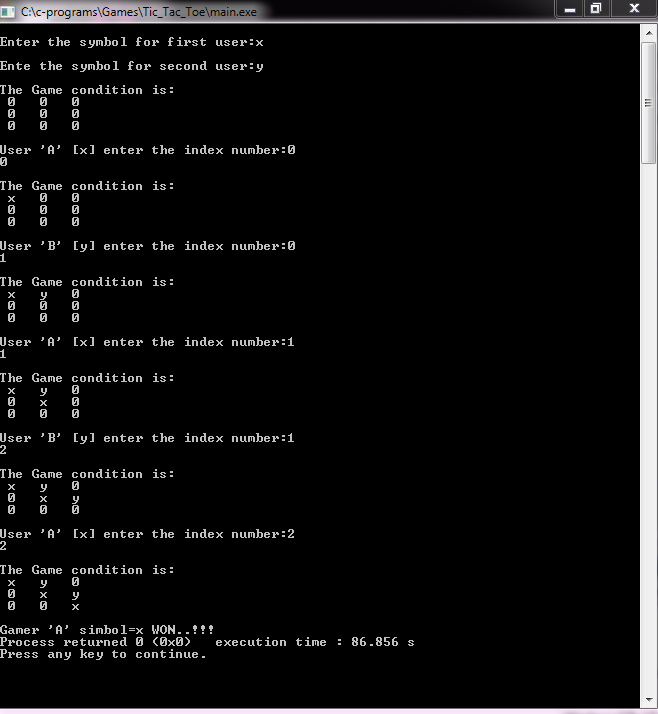 C:\c-programs\Games\Tic_Tac_Toe\main.exe
Enter the symbol for first user:x
Ente the symbol for second user:y
The Game condition is:
0 0 0
0 0 0
0 0 0
User 'A' [x] enter the index number:0
0
The Game condition is:
x 0 0
0 0 0
0 0 0
User 'B' [y] enter the index number:0
1
The Game condition is:
x y 0
0 0 0
0 0 0
User 'A' [x] enter the index number:1
1
The Game condition is:
x y 0
0 x 0
0 0 0
User 'B' [y] enter the index number:1
2
The Game condition is:
x y 0
0 x y
0 0 0
User 'A' [x] enter the index number:2
2
The Game condition is:
x y 0
0 x y
0 0 x
Gamer 'A' simbol=x WON..!!!
Process returned 0 (0x0) execution time : 86.856 s
Press any key to continue.